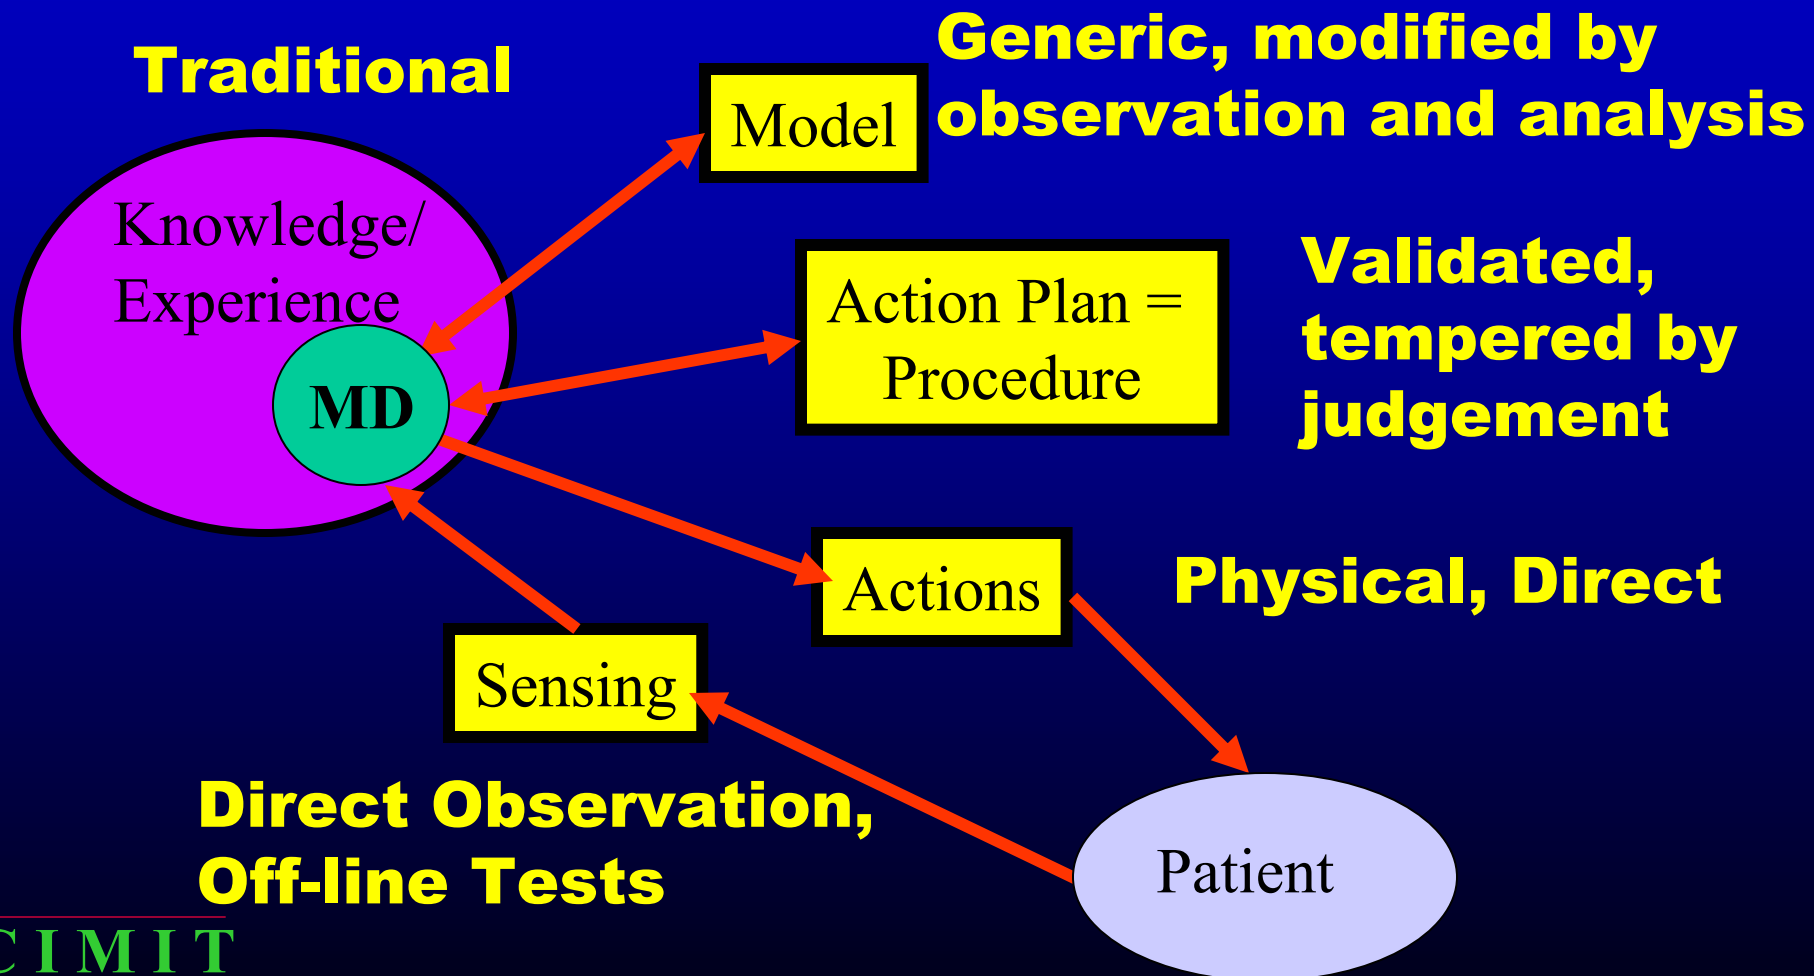 Traditional
Generic, modified by
observation and analysis
Model
Knowledge/
Experience
MD
Action Plan =
Procedure
Validated,
tempered by
judgement
Actions
Physical, Direct
Sensing
Direct Observation,
Off-line Tests
Patient
CIMIT